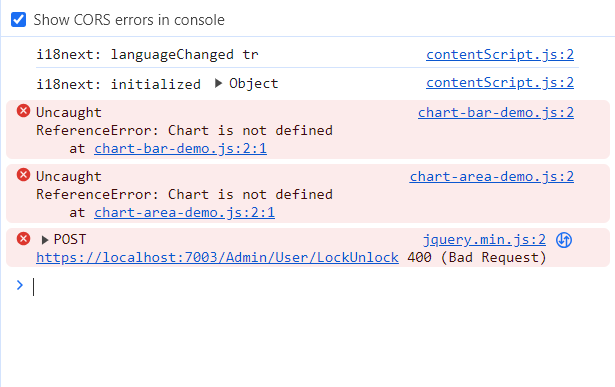 Show CORS errors in console
i18next: languageChanged tr contentScript.js:2
i18next: initialized ▶ Object contentScript.js:2
Uncaught chart-bar-demo.js:2
ReferenceError: Chart is not defined
at chart-bar-demo.js:2:1
Uncaught chart-area-demo.js:2
ReferenceError: Chart is not defined
at chart-area-demo.js:2:1
▶ POST jquery.min.js:2
https://localhost:7003/Admin/User/LockUnlock 400 (Bad Request)